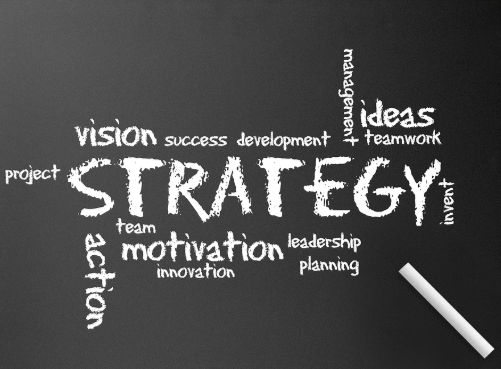 management
ideas
vision success development teamwork
project STRATEGY invent
team
action motivation leadership
innovation planning